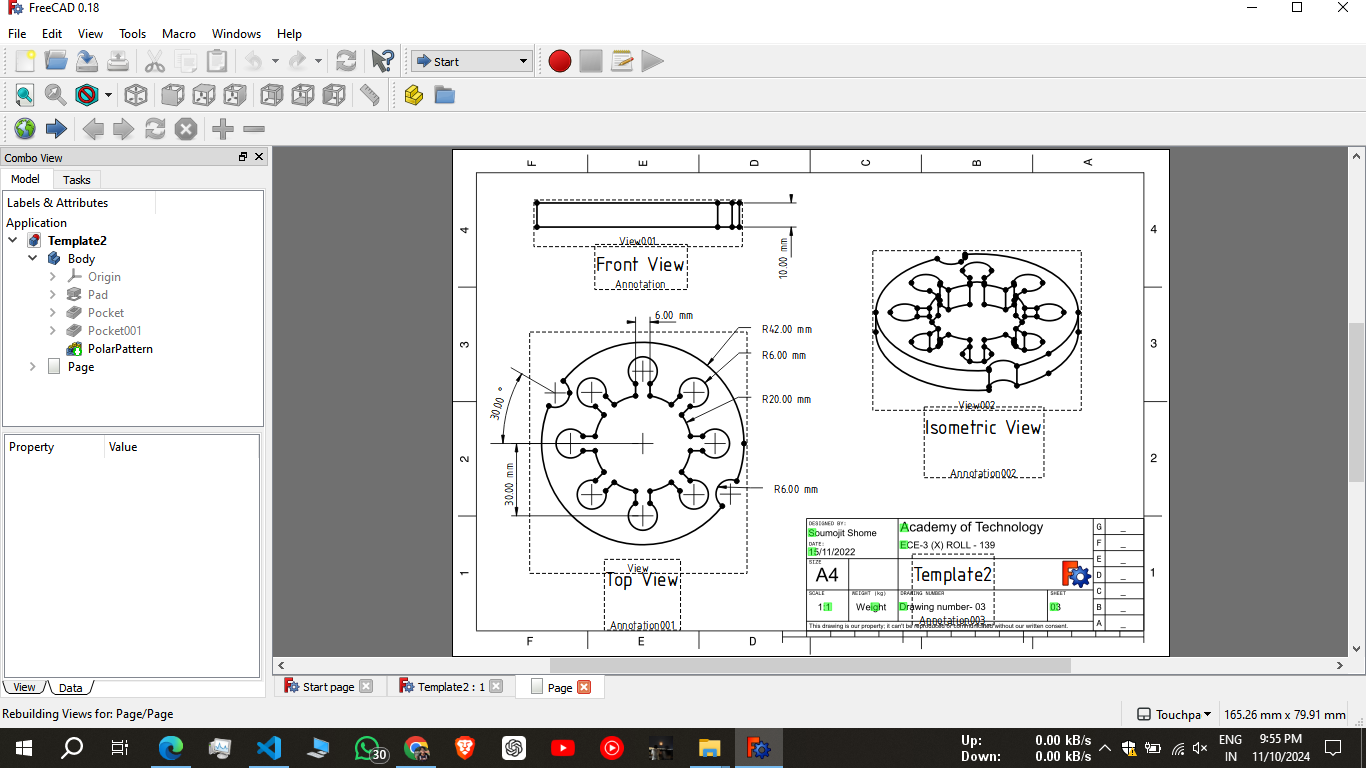 FreeCAD 0.18
File Edit View Tools Macro Windows Help
Start
Combo View
Model Tasks
Labels & Attributes
Application
Template2
Body
Origin
Pad
Pocket
Pocket001
PolarPattern
Page
Property Value
View Data
F E D C B A
4 4
3 3
2 2
1 1
View001
Front View
Annotation
10.00 mm
6.00 mm
R42.00 mm
R6.00 mm
R20.00 mm
30.00 °
30.00 mm
R6.00 mm
View
Top View
Annotation001
View002
Isometric View
Annotation002
DESIGNED BY:
Soumojit Shome
DATE:
15/11/2022
Academy of Technology
ECE-3 (X) ROLL - 139
SIZE
A4
Template2
SCALE
1:1
WEIGHT (kg)
Weight
DRAWING NUMBER
Drawing number- 03
SHEET
03
Annotation003
This drawing is our property; it can't be reproduced or communicated without our written consent.
G _
F _
E _
D _
C _
B _
A _
F E D
Start page Template2 : 1 Page
Rebuilding Views for: Page/Page
Touchpa 165.26 mm x 79.91 mm
30
Up: 0.00 kB/s
Down: 0.00 kB/s
ENG
IN
9:55 PM
11/10/2024